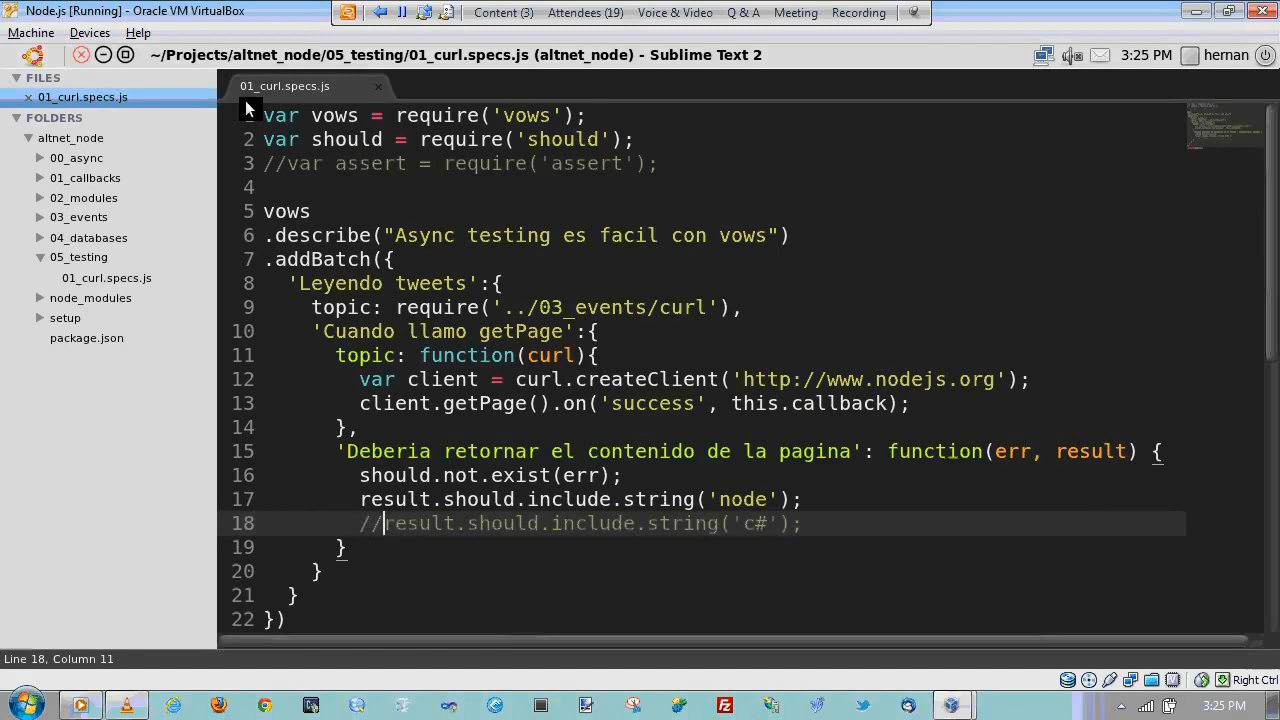 Node.js [Running] - Oracle VM VirtualBox
Content (3) Attendees (19) Voice & Video Q & A Meeting Recording
Machine Devices Help
~/Projects/altnet_node/05_testing/01_curl.specs.js (altnet_node) - Sublime Text 2
3:25 PM hernan
FILES
01_curl.specs.js
FOLDERS
altnet_node
00_async
01_callbacks
02_modules
03_events
04_databases
05_testing
01_curl.specs.js
node_modules
setup
package.json
01_curl.specs.js
var vows = require('vows');
2 var should = require('should');
3 //var assert = require('assert');
4
5 vows
6 .describe("Async testing es facil con vows")
7 .addBatch({
8 'Leyendo tweets':{
9 topic: require('../03_events/curl'),
10 'Cuando llamo getPage':{
11 topic: function(curl){
12 var client = curl.createClient('http://www.nodejs.org');
13 client.getPage().on('success', this.callback);
14 },
15 'Deberia retornar el contenido de la pagina': function(err, result) {
16 should.not.exist(err);
17 result.should.include.string('node');
18 //result.should.include.string('c#');
19 }
20 }
21 }
22 })
Line 18, Column 11
Right Ctrl
3:25 PM